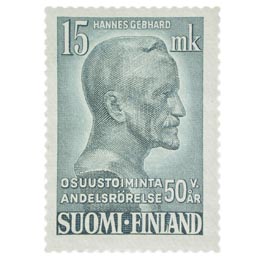 HANNES GEBHARD
15 mk
OSUUSTOIMINTA 50 V.
ANDELSRÖRELSE ÅR
SUOMI·FINLAND